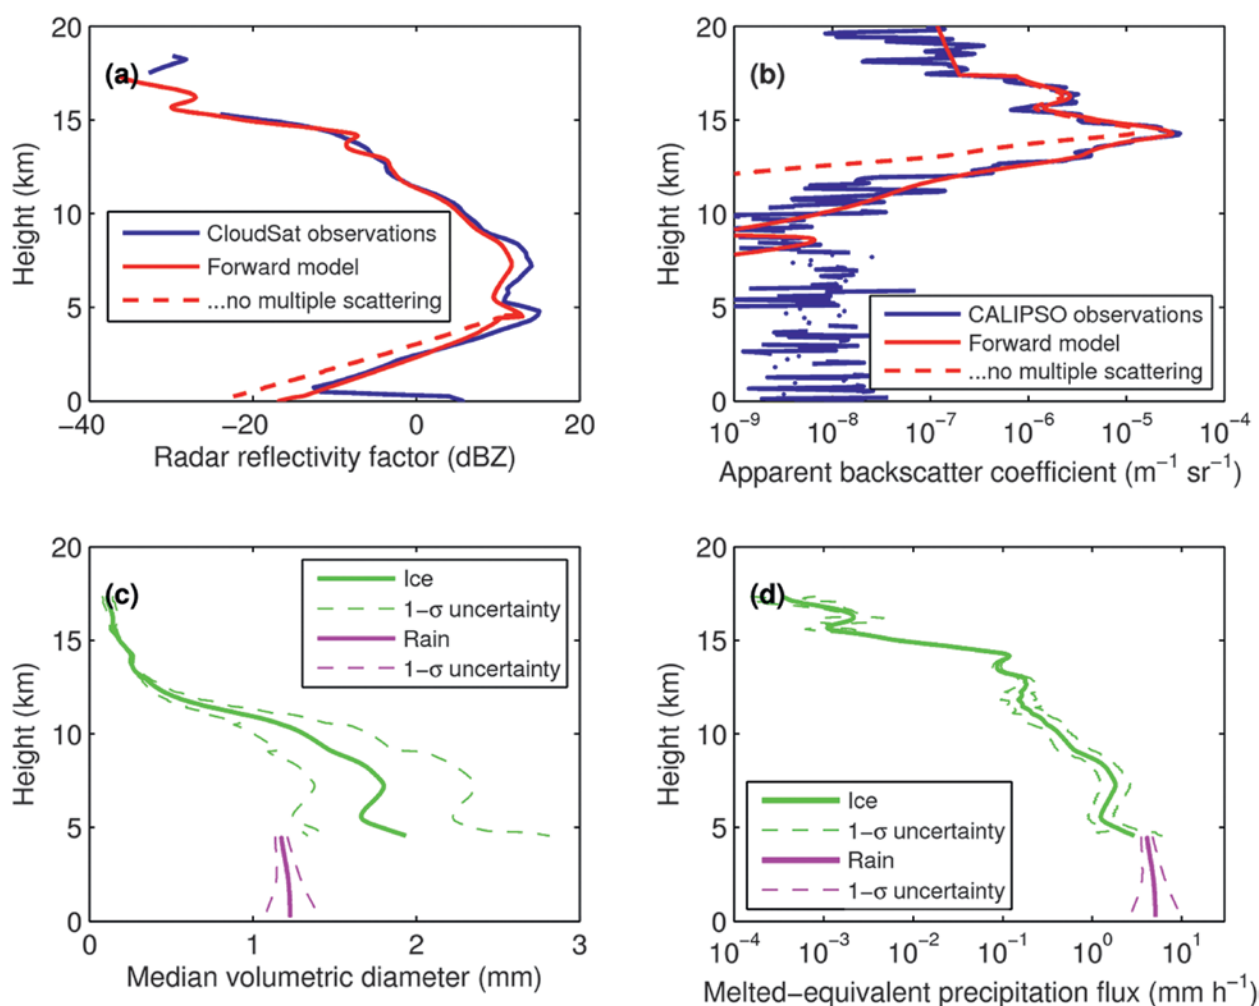 20
15
10
5
0
Height (km)
(a)
CloudSat observations
Forward model
...no multiple scattering
−40
−20
0
20
Radar reflectivity factor (dBZ)
20
15
10
5
0
Height (km)
(b)
CALIPSO observations
Forward model
...no multiple scattering
10⁻⁹
10⁻⁸
10⁻⁷
10⁻⁶
10⁻⁵
10⁻⁴
Apparent backscatter coefficient (m⁻¹ sr⁻¹)
20
15
10
5
0
Height (km)
(c)
Ice
1−σ uncertainty
Rain
1−σ uncertainty
0
1
2
3
Median volumetric diameter (mm)
20
15
10
5
0
Height (km)
(d)
Ice
1−σ uncertainty
Rain
1−σ uncertainty
10⁻⁴
10⁻³
10⁻²
10⁻¹
10⁰
10¹
Melted−equivalent precipitation flux (mm h⁻¹)